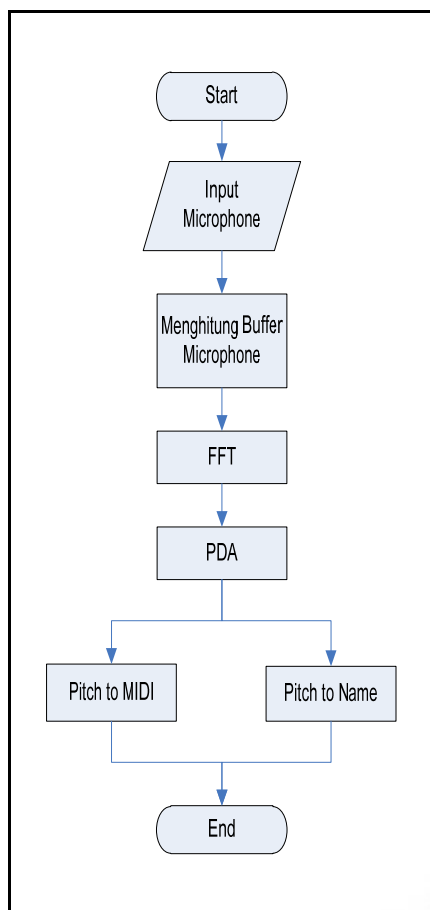 Start
Input
Microphone
Menghitung Buffer
Microphone
FFT
PDA
Pitch to MIDI
Pitch to Name
End